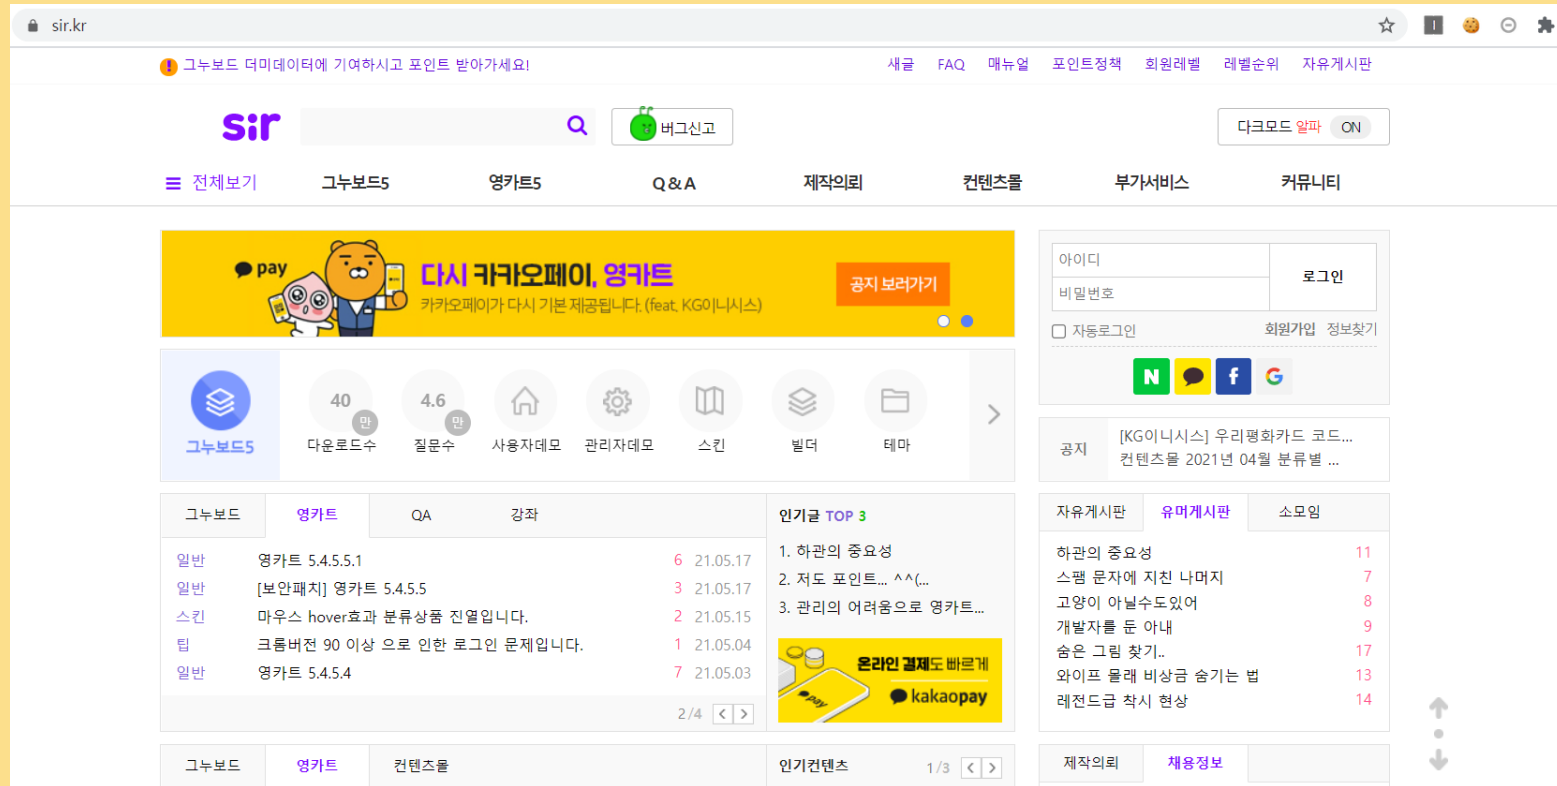 sir.kr
그누보드 더미데이터에 기여하시고 포인트 받아가세요!
새글 FAQ 매뉴얼 포인트정책 회원레벨 레벨순위 자유게시판
sir
버그신고
다크모드 알파 ON
전체보기 그누보드5 영카트5 Q&A 제작의뢰 컨텐츠몰 부가서비스 커뮤니티
pay
다시 카카오페이, 영카트
카카오페이가 다시 기본 제공됩니다. (feat. KG이니시스)
공지 보러가기
아이디
비밀번호
로그인
자동로그인
회원가입 정보찾기
N f G
그누보드5
40만 다운로드수
4.6만 질문수
사용자데모
관리자데모
스킨
빌더
테마
공지
[KG이니시스] 우리평화카드 코드...
컨텐츠몰 2021년 04월 분류별 ...
그누보드 영카트 QA 강좌
일반 영카트 5.4.5.5.1 6 21.05.17
일반 [보안패치] 영카트 5.4.5.5 3 21.05.17
스킨 마우스 hover효과 분류상품 진열입니다. 2 21.05.15
팁 크롬버전 90 이상 으로 인한 로그인 문제입니다. 1 21.05.04
일반 영카트 5.4.5.4 7 21.05.03
2/4
인기글 TOP 3
1. 하관의 중요성
2. 저도 포인트... ^^(...
3. 관리의 어려움으로 영카트...
pay
온라인 결제도 빠르게
kakaopay
자유게시판 유머게시판 소모임
하관의 중요성 11
스팸 문자에 지친 나머지 7
고양이 아닐수도있어 8
개발자를 둔 아내 9
숨은 그림 찾기.. 17
와이프 몰래 비상금 숨기는 법 13
레전드급 착시 현상 14
그누보드 영카트 컨텐츠몰
인기컨텐츠 1/3
제작의뢰 채용정보